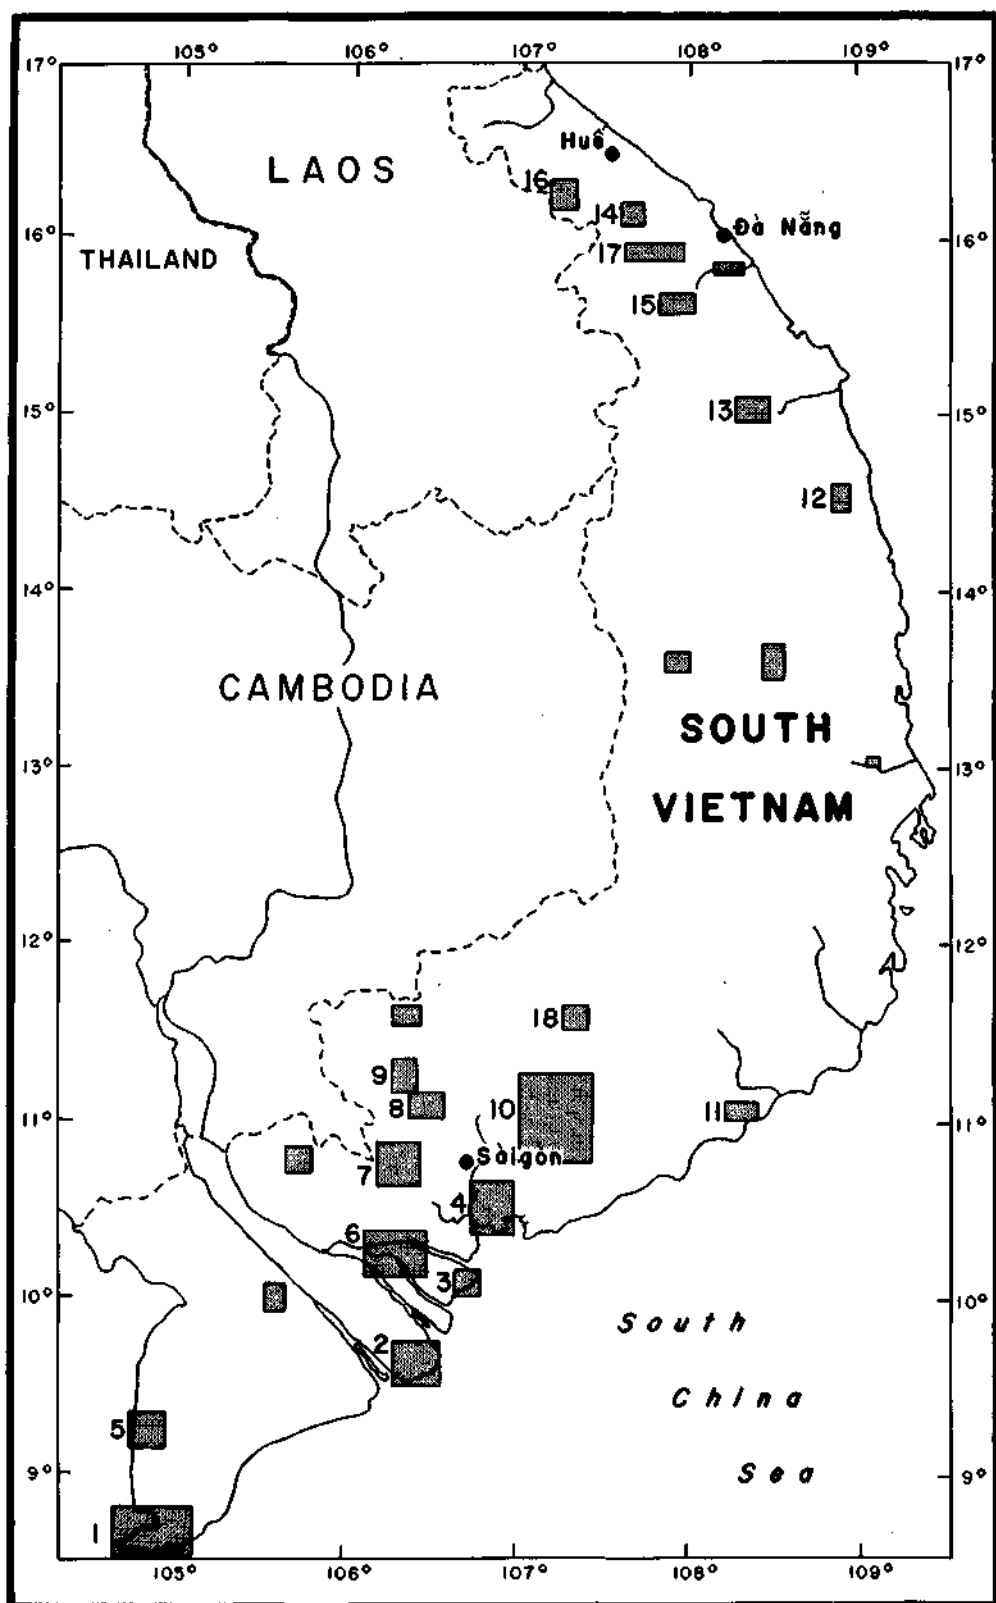 105° 106° 107° 108° 109°
17° 17°
Huế
LAOS
16
14
Đà Nẵng
16° 16°
THAILAND
17
15
15° 13 15°
12
14° 14°
CAMBODIA
SOUTH
13° 13°
VIETNAM
12° 12°
18
9
8 10 11
11° 11°
Sàigòn
7
4
6
3
10° 10°
South
2
China
5
Sea
9° 9°
1
105° 106° 107° 108° 109°